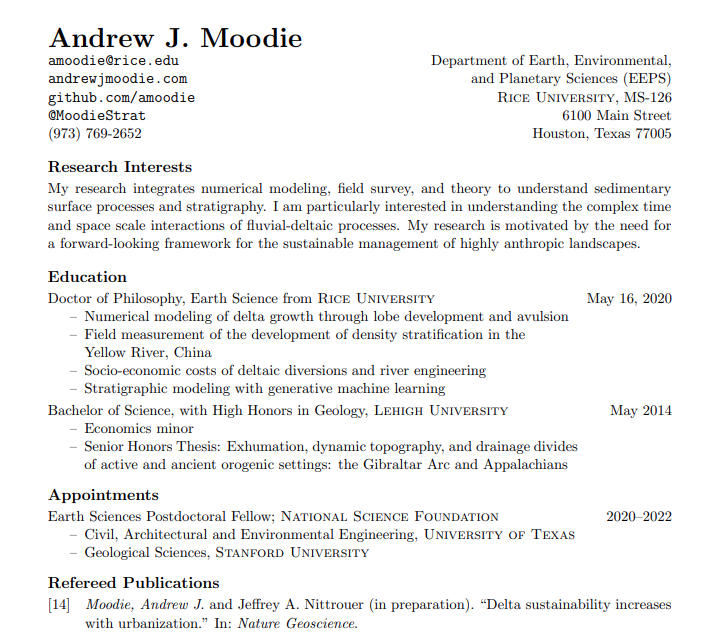 Andrew J. Moodie
amoodie@rice.edu
andrewjmoodie.com
github.com/amoodie
@MoodieStrat
(973) 769-2652
Department of Earth, Environmental,
and Planetary Sciences (EEPS)
Rice University, MS-126
6100 Main Street
Houston, Texas 77005
Research Interests
My research integrates numerical modeling, field survey, and theory to understand sedimentary
surface processes and stratigraphy. I am particularly interested in understanding the complex time
and space scale interactions of fluvial-deltaic processes. My research is motivated by the need for
a forward-looking framework for the sustainable management of highly anthropic landscapes.
Education
Doctor of Philosophy, Earth Science from Rice University May 16, 2020
– Numerical modeling of delta growth through lobe development and avulsion
– Field measurement of the development of density stratification in the
Yellow River, China
– Socio-economic costs of deltaic diversions and river engineering
– Stratigraphic modeling with generative machine learning
Bachelor of Science, with High Honors in Geology, Lehigh University May 2014
– Economics minor
– Senior Honors Thesis: Exhumation, dynamic topography, and drainage divides
of active and ancient orogenic settings: the Gibraltar Arc and Appalachians
Appointments
Earth Sciences Postdoctoral Fellow; National Science Foundation 2020–2022
– Civil, Architectural and Environmental Engineering, University of Texas
– Geological Sciences, Stanford University
Refereed Publications
[14] Moodie, Andrew J. and Jeffrey A. Nittrouer (in preparation). “Delta sustainability increases
with urbanization.” In: Nature Geoscience.